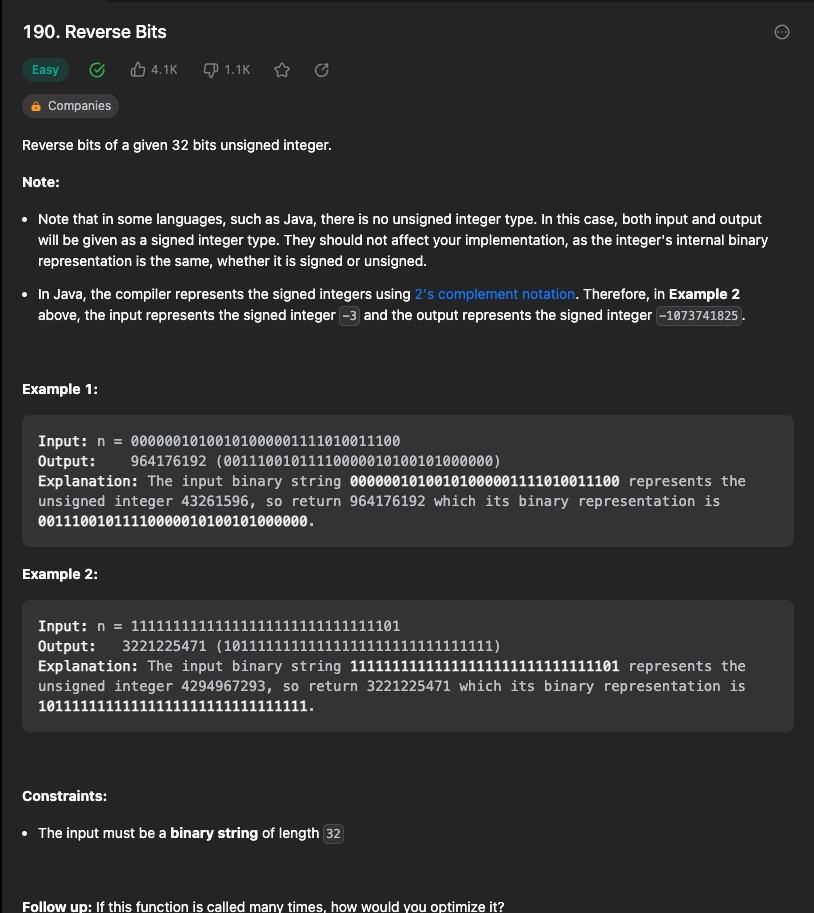 190. Reverse Bits
Easy 4.1K 1.1K
Companies
Reverse bits of a given 32 bits unsigned integer.
Note:
• Note that in some languages, such as Java, there is no unsigned integer type. In this case, both input and output
will be given as a signed integer type. They should not affect your implementation, as the integer's internal binary
representation is the same, whether it is signed or unsigned.
• In Java, the compiler represents the signed integers using 2's complement notation. Therefore, in Example 2
above, the input represents the signed integer -3 and the output represents the signed integer -1073741825.
Example 1:
Input: n = 00000010100101000001111010011100
Output:    964176192 (00111001011110000010100101000000)
Explanation: The input binary string 00000010100101000001111010011100 represents the
unsigned integer 43261596, so return 964176192 which its binary representation is
00111001011110000010100101000000.
Example 2:
Input: n = 11111111111111111111111111111101
Output:   3221225471 (10111111111111111111111111111111)
Explanation: The input binary string 11111111111111111111111111111101 represents the
unsigned integer 4294967293, so return 3221225471 which its binary representation is
10111111111111111111111111111111.
Constraints:
• The input must be a binary string of length 32
Follow up: If this function is called many times, how would you optimize it?